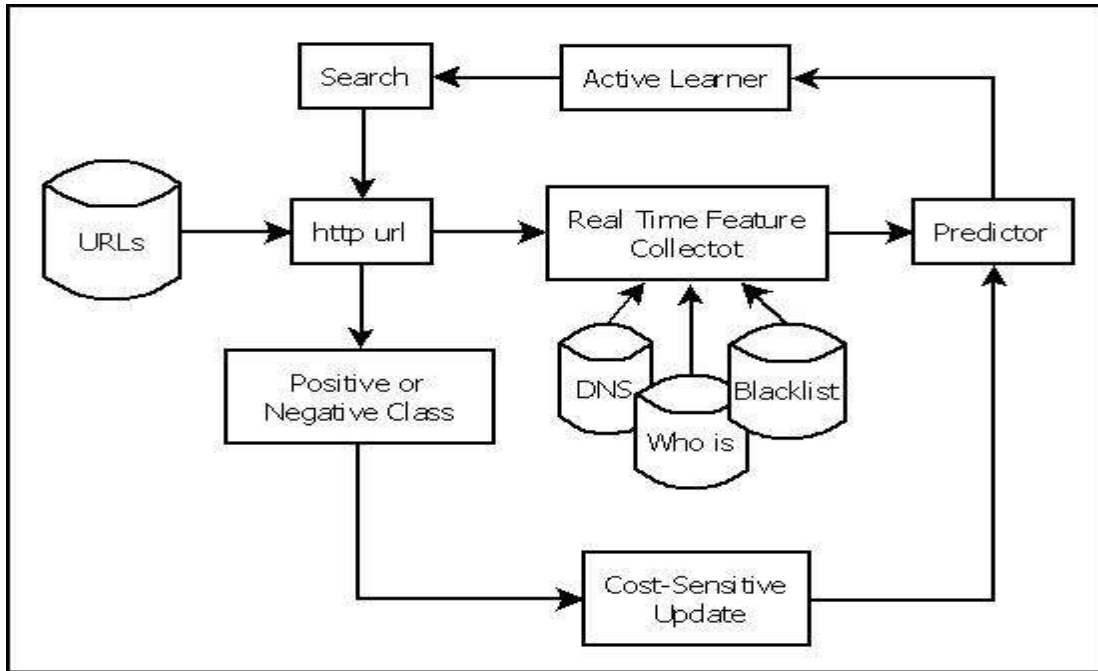 Search
Active Learner
URLs
http url
Real Time Feature
Collectot
Predictor
Positive or
Negative Class
DNS
Who is
Blacklist
Cost-Sensitive
Update